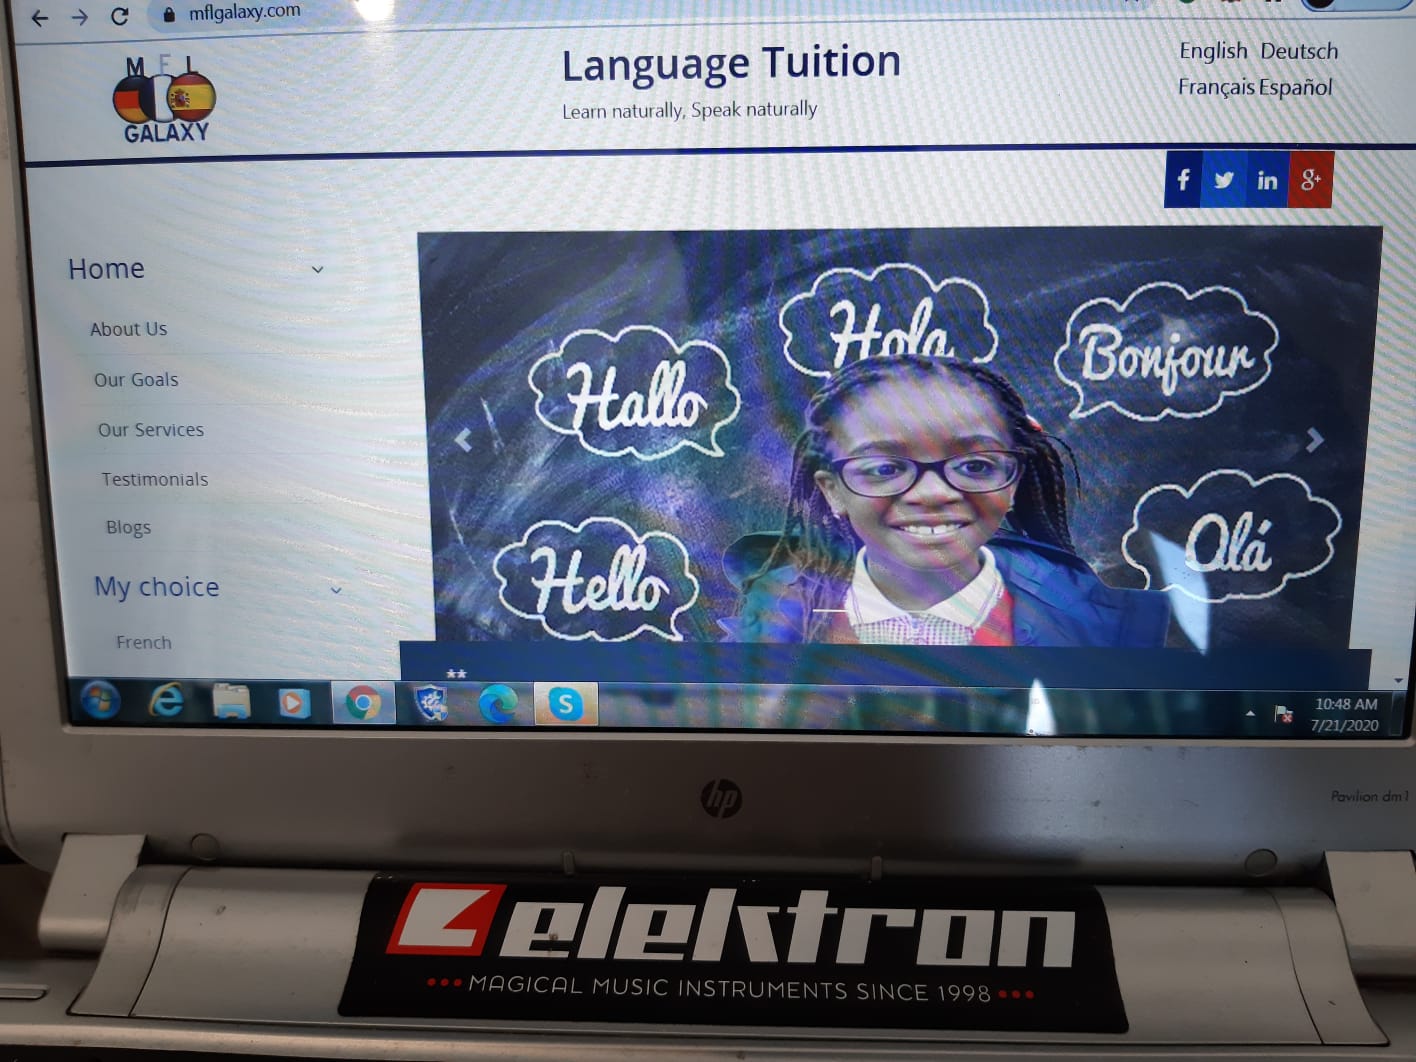 mflgalaxy.com
M F L
GALAXY
Language Tuition
Learn naturally, Speak naturally
English Deutsch
Français Español
f in g+
Home
About Us
Our Goals
Our Services
Testimonials
Blogs
My choice
French
Hallo
Hola
Bonjour
Hello
Olá
**
S
10:48 AM
7/21/2020
hp
Pavilion dm1
elektron
MAGICAL MUSIC INSTRUMENTS SINCE 1998